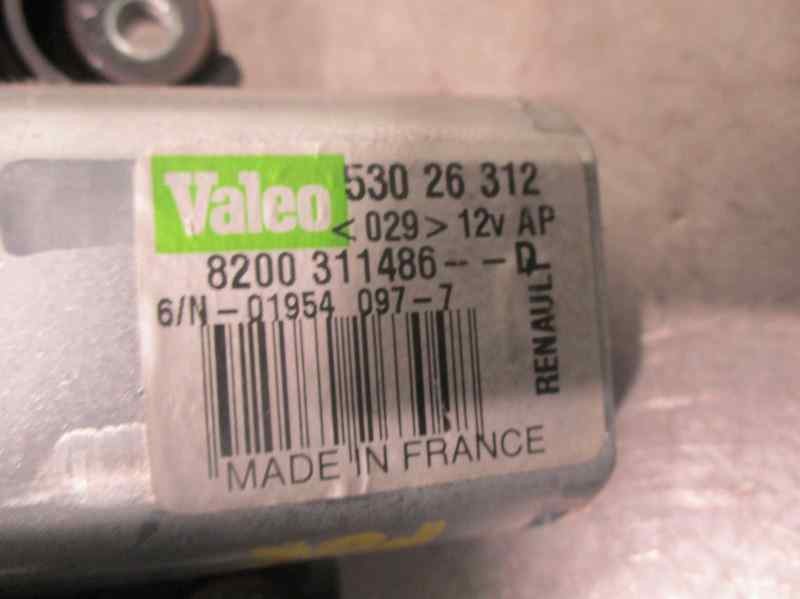 Valeo 530 26 312
<029> 12v AP
8200 311486-- -D
6/N-01954 097-7
RENAULT
MADE IN FRANCE